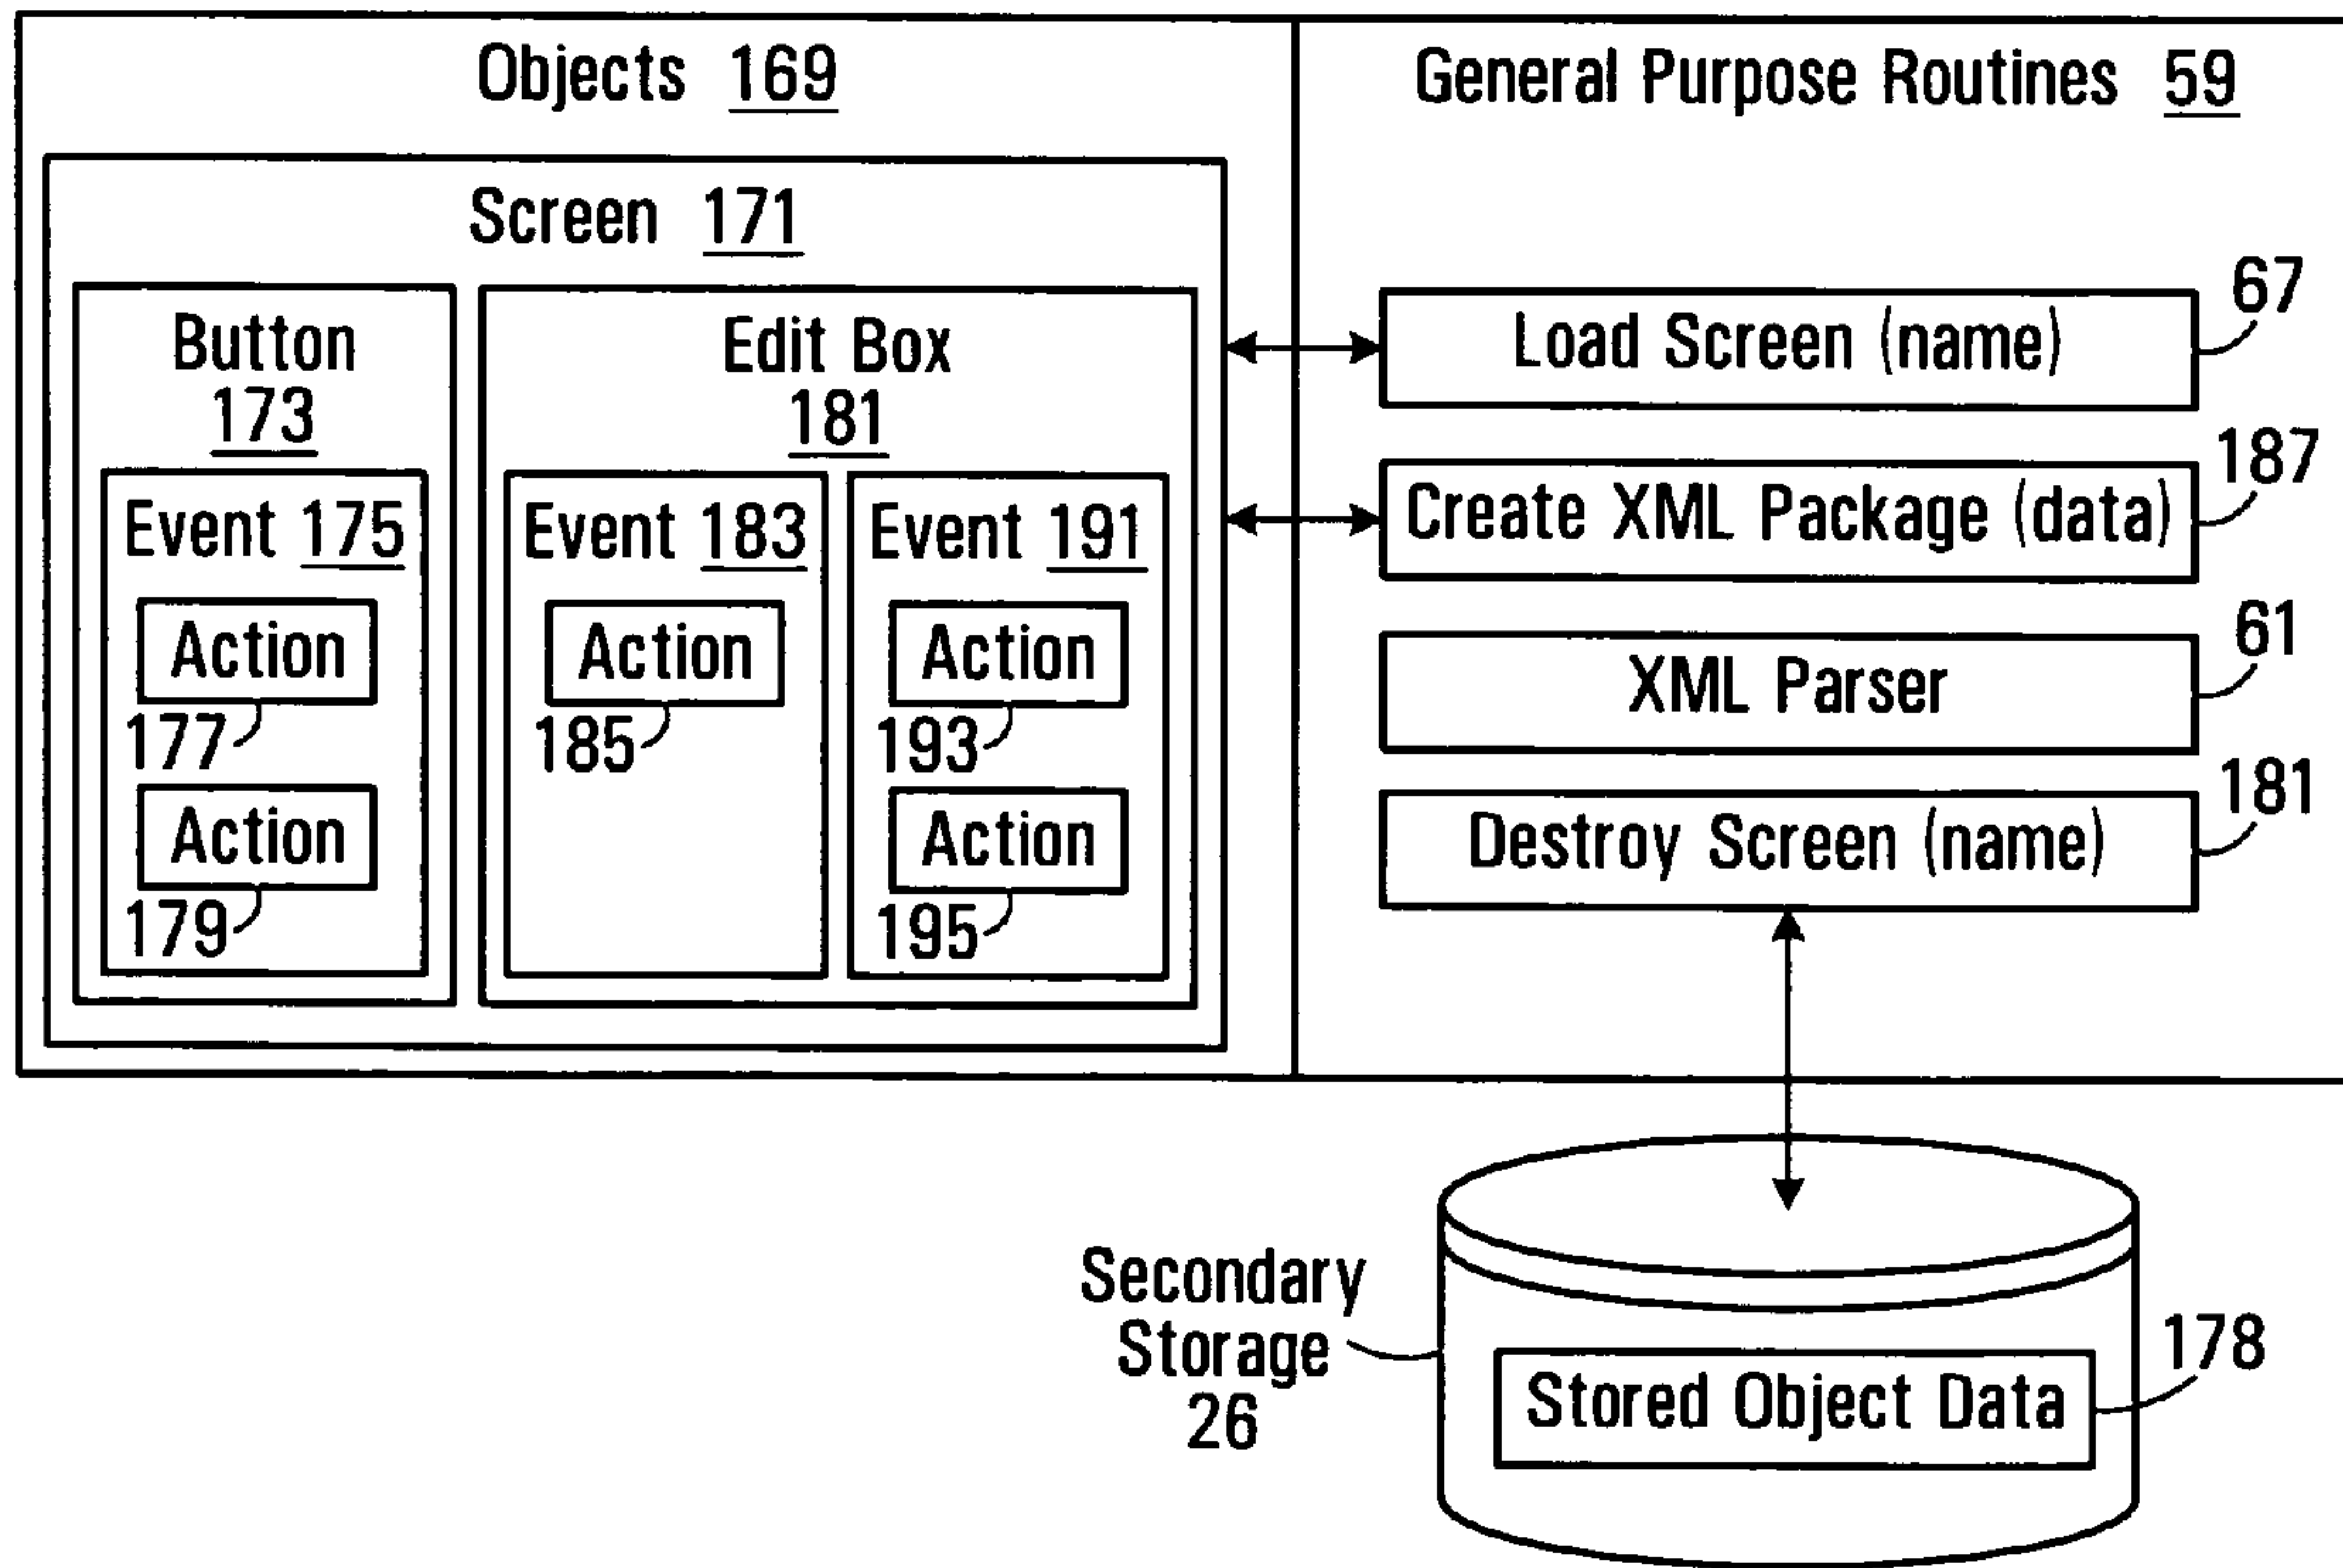 Objects 169
Screen 171
Button
173
Event 175
Action
177
Action
179
Edit Box
181
Event 183
Action
185
Event 191
Action
193
Action
195
General Purpose Routines 59
Load Screen (name)
67
Create XML Package (data)
187
XML Parser
61
Destroy Screen (name)
181
Secondary
Storage
26
Stored Object Data
178